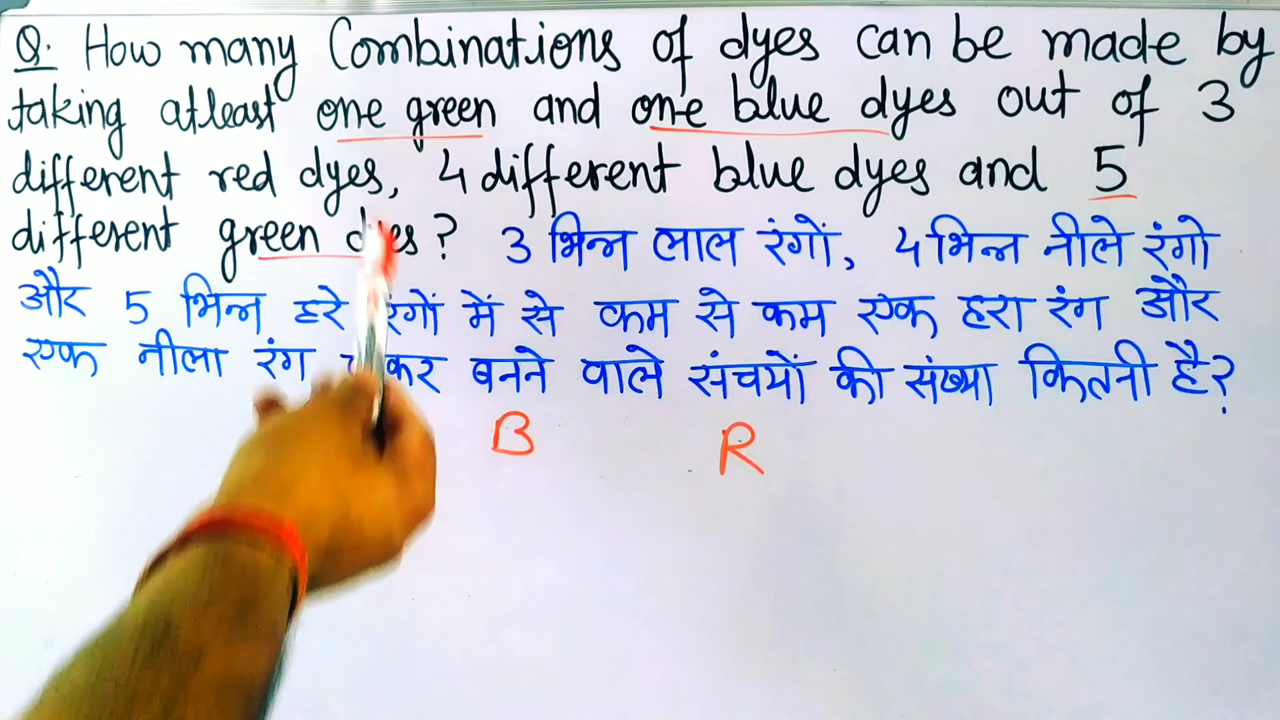 Q. How many Combinations of dyes can be made by
taking atleast one green and one blue dyes out of 3
different red dyes, 4 different blue dyes and 5
different green dyes? 3 भिन्न लाल रंगों, 4 भिन्न नीले रंगो
और 5 भिन्न हरे रंगों में से कम से कम एक हरा रंग और
एक नीला रंग बनने वाले संचयों की संख्या कितनी है?
B R